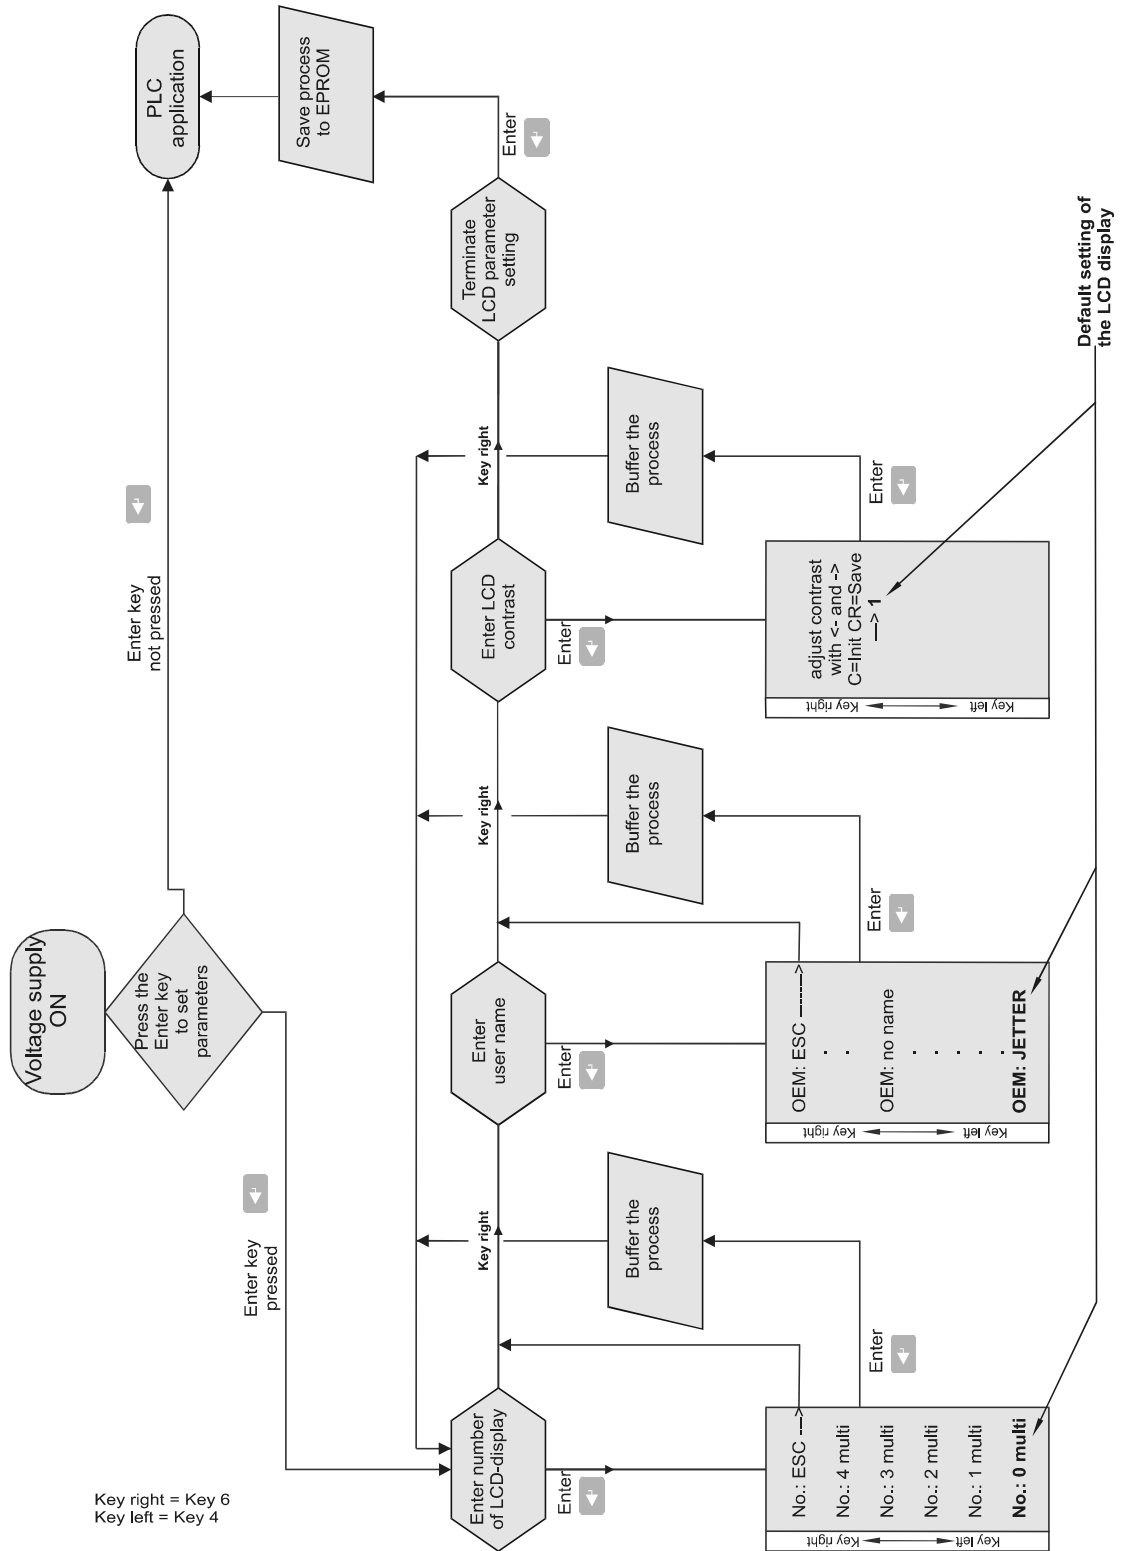 Voltage supply
ON
Press the
Enter key
to set
parameters
Enter key
not pressed
PLC
application
Enter key
pressed
Save process
to EPROM
Enter number
of LCD-display
Key right
Enter
user name
Key right
Enter LCD
contrast
Key right
Terminate
LCD parameter
setting
Enter
Enter
Enter
Enter
Buffer the
process
Buffer the
process
Buffer the
process
Enter
Enter
Enter
No.: ESC --->
No.: 4 multi
No.: 3 multi
No.: 2 multi
No.: 1 multi
No.: 0 multi
Key right
Key left
OEM: ESC ------->
. .
OEM: no name
. . . . .
OEM: JETTER
Key right
Key left
adjust contrast
with <- and ->
C=Init CR=Save
---> 1
Key right
Key left
Default setting of
the LCD display
Key right = Key 6
Key left = Key 4